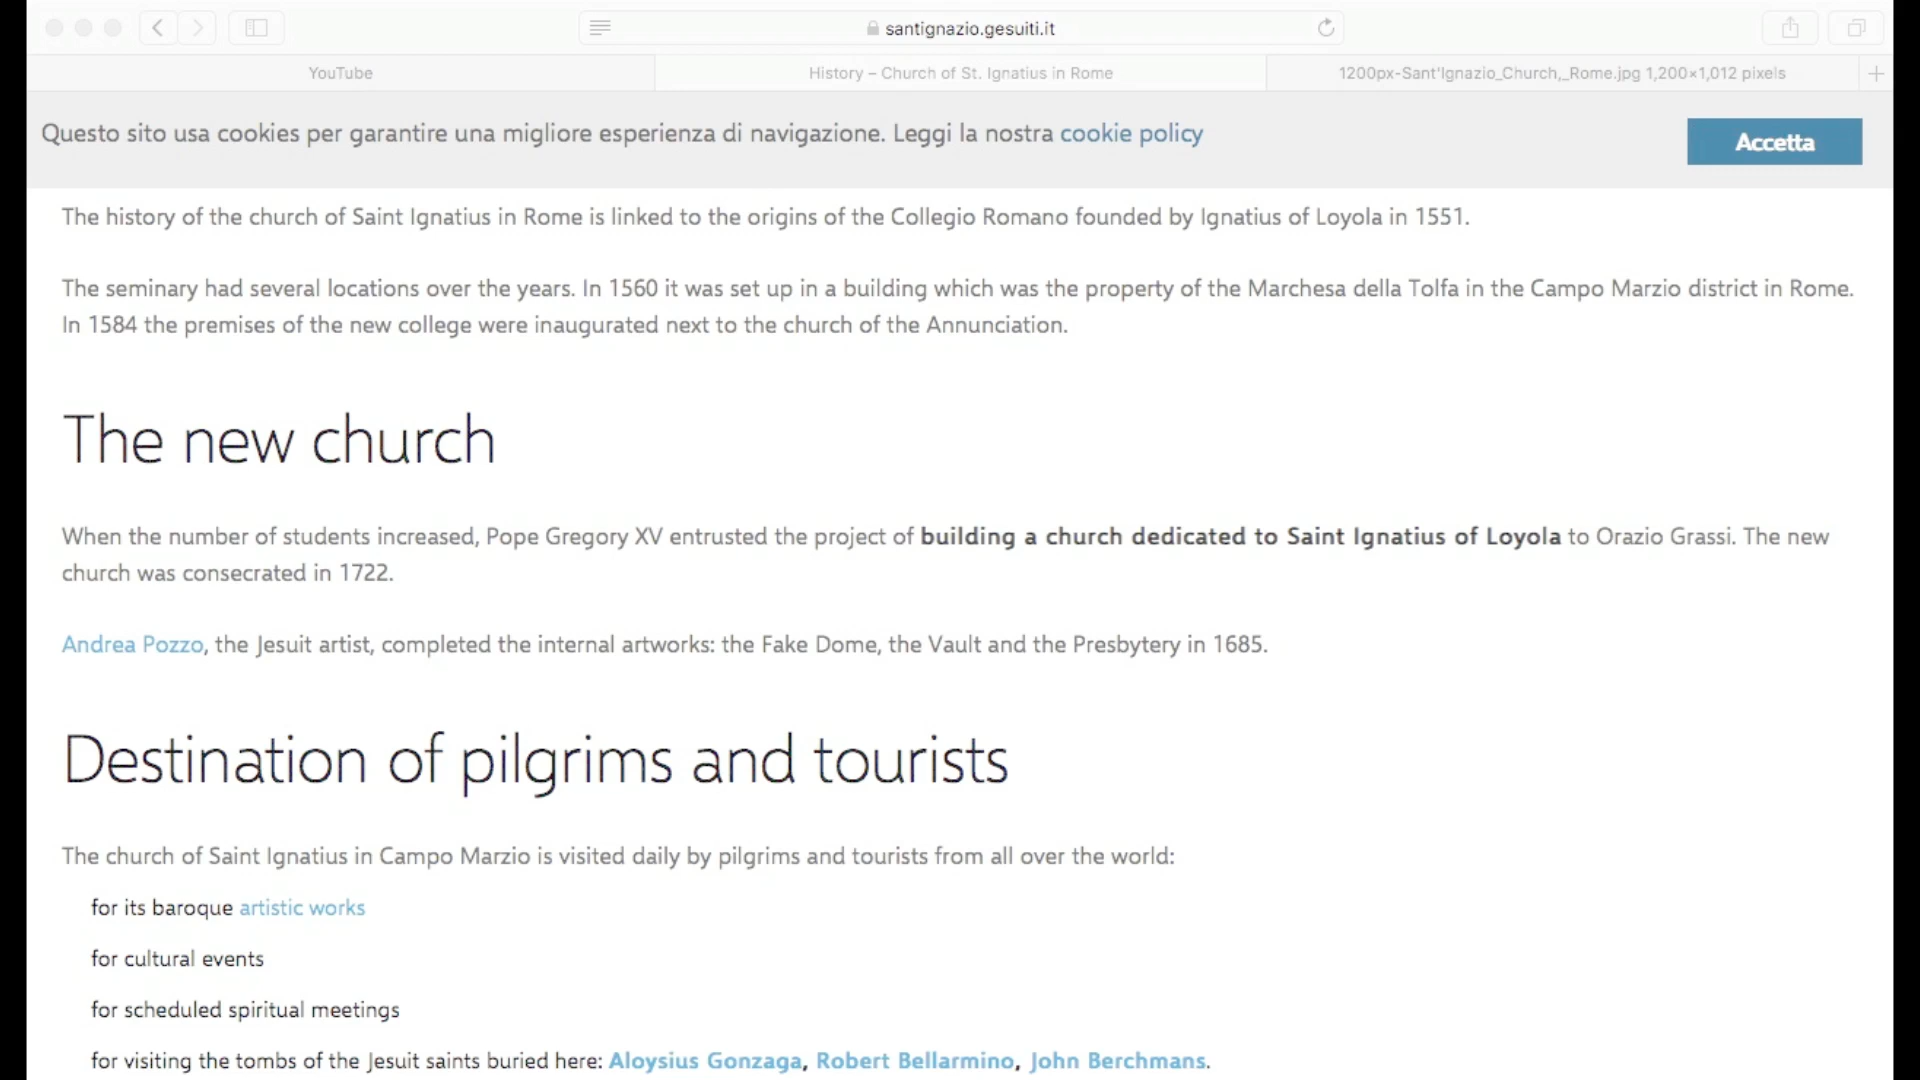 santignazio.gesuiti.it
YouTube
History – Church of St. Ignatius in Rome
1200px-Sant'Ignazio_Church,_Rome.jpg 1,200×1,012 pixels
Questo sito usa cookies per garantire una migliore esperienza di navigazione. Leggi la nostra cookie policy
Accetta
The history of the church of Saint Ignatius in Rome is linked to the origins of the Collegio Romano founded by Ignatius of Loyola in 1551.
The seminary had several locations over the years. In 1560 it was set up in a building which was the property of the Marchesa della Tolfa in the Campo Marzio district in Rome.
In 1584 the premises of the new college were inaugurated next to the church of the Annunciation.
The new church
When the number of students increased, Pope Gregory XV entrusted the project of building a church dedicated to Saint Ignatius of Loyola to Orazio Grassi. The new
church was consecrated in 1722.
Andrea Pozzo, the Jesuit artist, completed the internal artworks: the Fake Dome, the Vault and the Presbytery in 1685.
Destination of pilgrims and tourists
The church of Saint Ignatius in Campo Marzio is visited daily by pilgrims and tourists from all over the world:
for its baroque artistic works
for cultural events
for scheduled spiritual meetings
for visiting the tombs of the Jesuit saints buried here: Aloysius Gonzaga, Robert Bellarmino, John Berchmans.